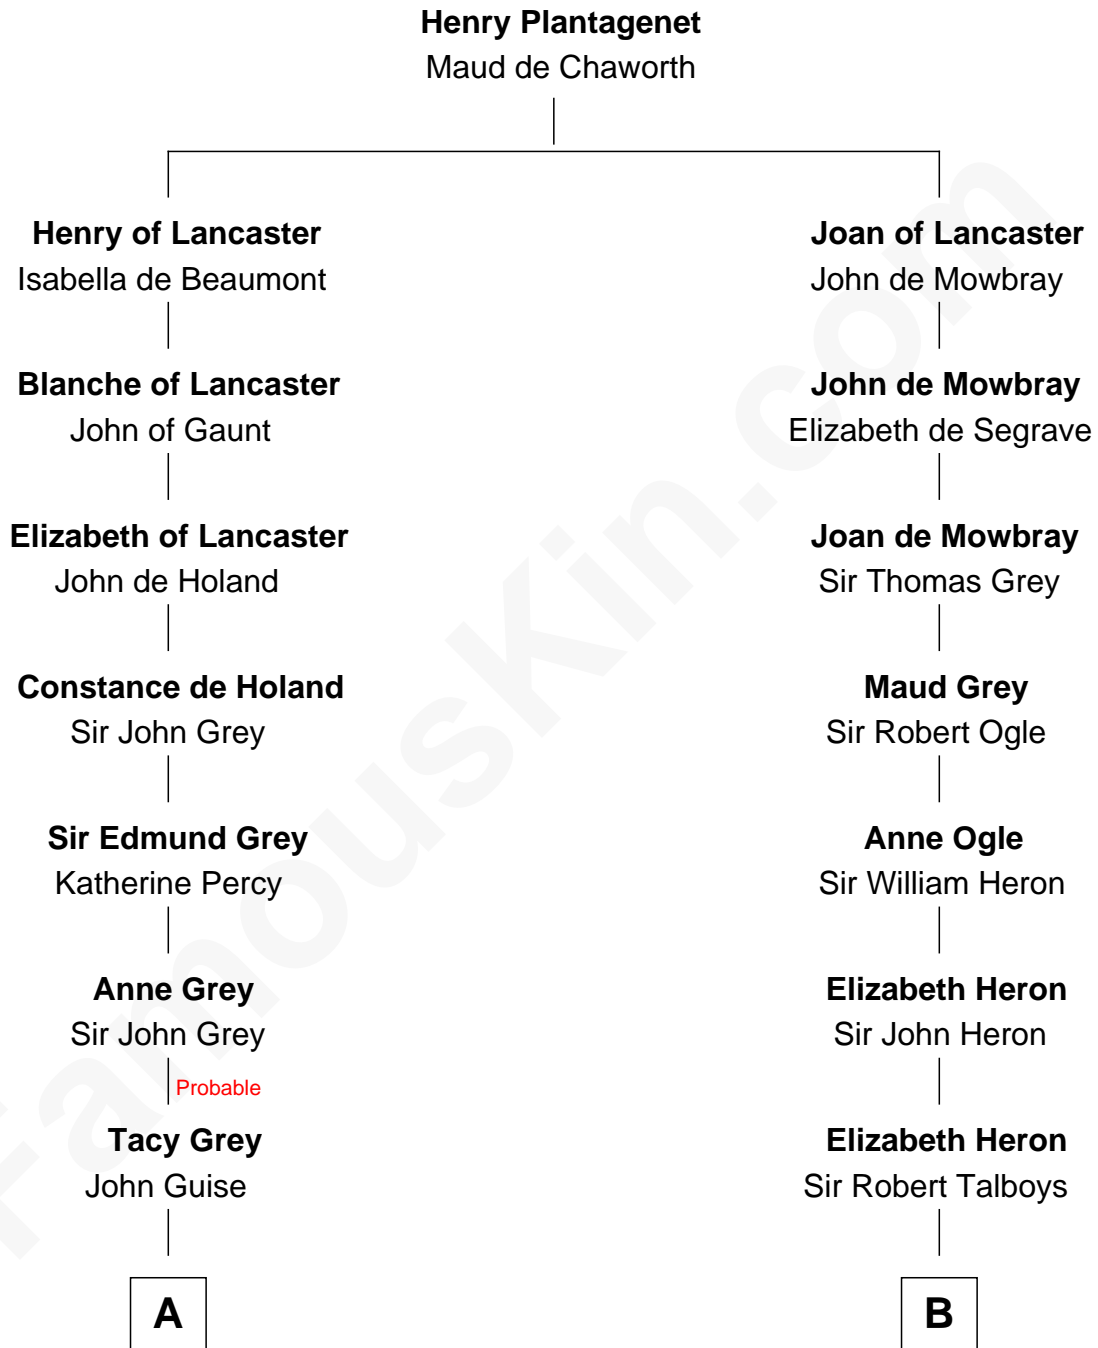 Henry Plantagenet
Maud de Chaworth
Henry of Lancaster
Isabella de Beaumont
Joan of Lancaster
John de Mowbray
Blanche of Lancaster
John of Gaunt
John de Mowbray
Elizabeth de Segrave
Elizabeth of Lancaster
John de Holand
Joan de Mowbray
Sir Thomas Grey
Constance de Holand
Sir John Grey
Maud Grey
Sir Robert Ogle
Sir Edmund Grey
Katherine Percy
Anne Ogle
Sir William Heron
Anne Grey
Sir John Grey
Elizabeth Heron
Sir John Heron
Probable
Tacy Grey
John Guise
Elizabeth Heron
Sir Robert Talboys
A
B
FamousKin.com